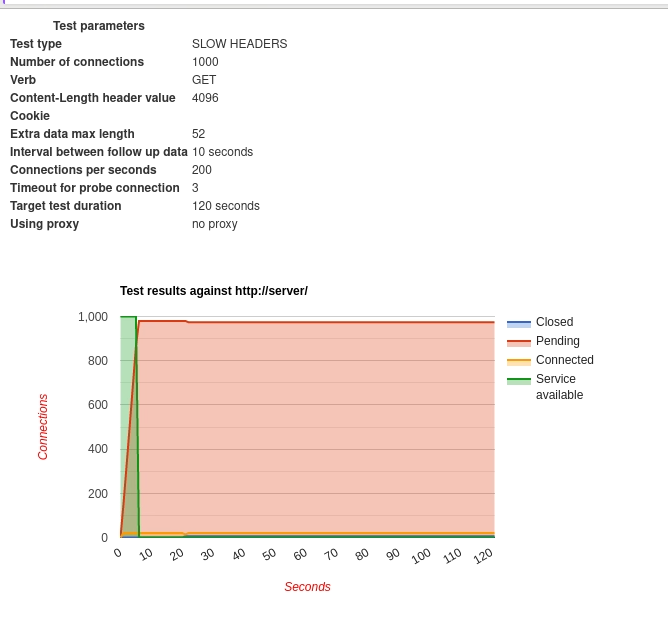 Test parameters
Test type SLOW HEADERS
Number of connections 1000
Verb GET
Content-Length header value 4096
Cookie
Extra data max length 52
Interval between follow up data 10 seconds
Connections per seconds 200
Timeout for probe connection 3
Target test duration 120 seconds
Using proxy no proxy
Test results against http://server/
Connections
1,000
800
600
400
200
0
0 10 20 30 40 50 60 70 80 90 100 110 120
Seconds
Closed
Pending
Connected
Service
available